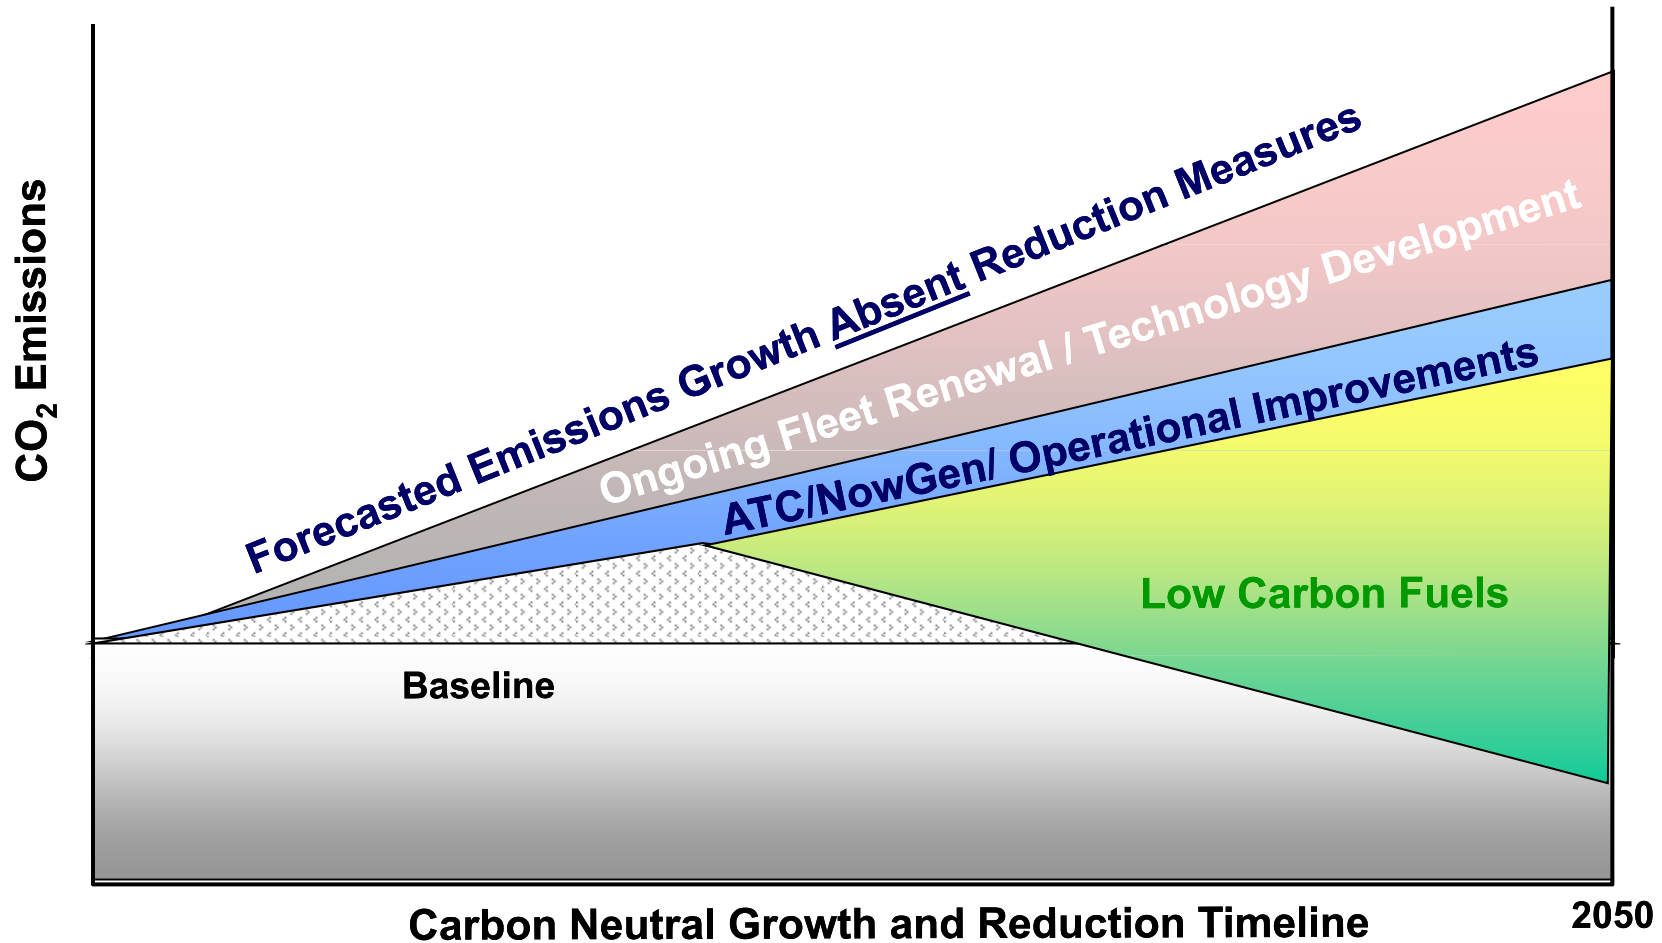 CO₂ Emissions
Forecasted Emissions Growth Absent Reduction Measures
Ongoing Fleet Renewal / Technology Development
ATC/NowGen/ Operational Improvements
Low Carbon Fuels
Baseline
Carbon Neutral Growth and Reduction Timeline
2050